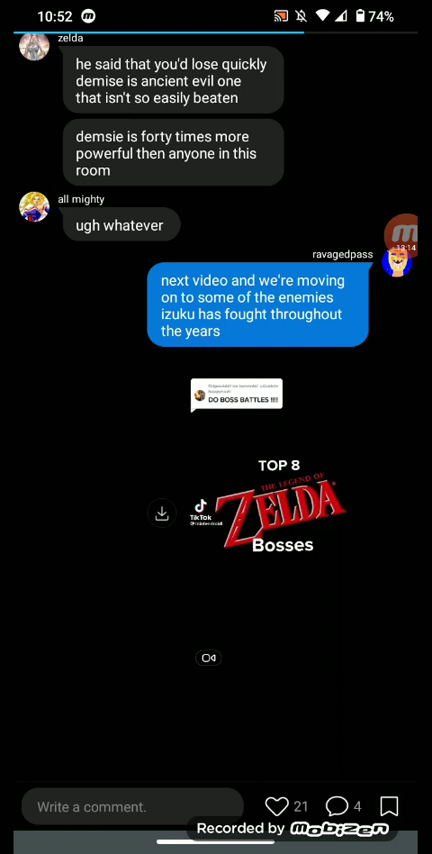 10:52
74%
zelda
he said that you'd lose quickly
demise is ancient evil one
that isn't so easily beaten
demsie is forty times more
powerful then anyone in this
room
all mighty
ugh whatever
13:14
ravagedpass
next video and we're moving
on to some of the enemies
izuku has fought throughout
the years
DO BOSS BATTLES !!!!
TOP 8
THE LEGEND OF
ZELDA
Bosses
TikTok
Write a comment.
21
4
Recorded by mobizen